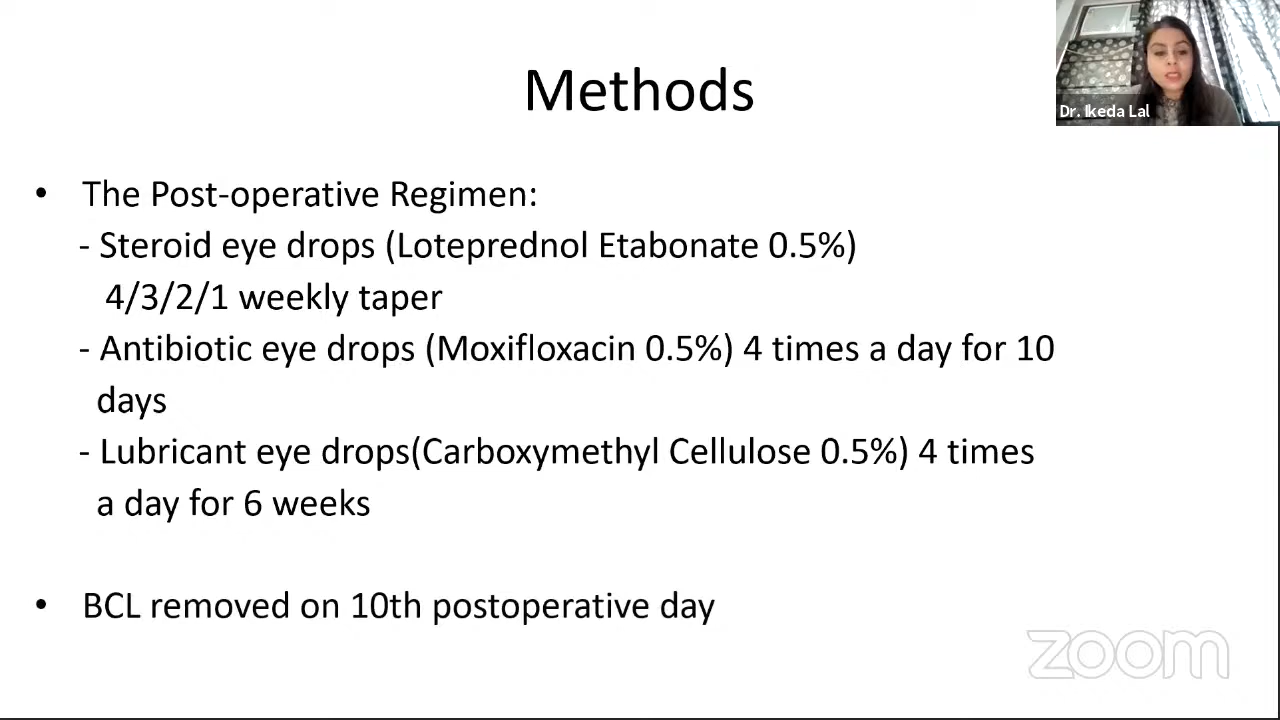 Methods
Dr. Ikeda Lal
• The Post-operative Regimen:
- Steroid eye drops (Loteprednol Etabonate 0.5%)
4/3/2/1 weekly taper
- Antibiotic eye drops (Moxifloxacin 0.5%) 4 times a day for 10
days
- Lubricant eye drops(Carboxymethyl Cellulose 0.5%) 4 times
a day for 6 weeks
• BCL removed on 10th postoperative day
zoom